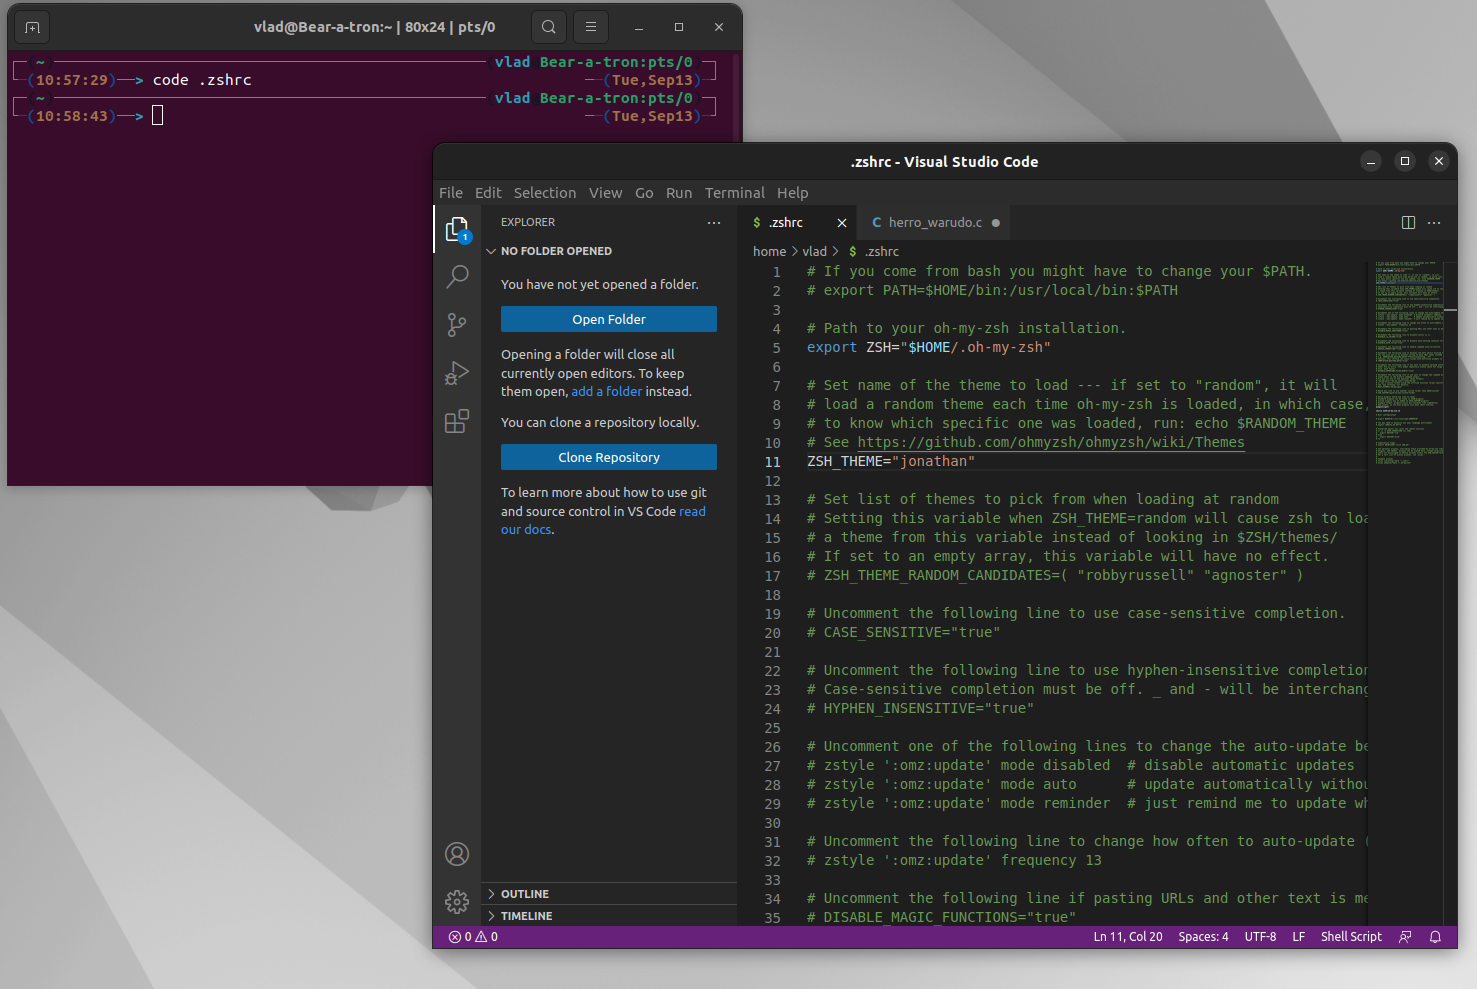 vlad@Bear-a-tron:~ | 80x24 | pts/0
~ vlad Bear-a-tron:pts/0
(10:57:29)──> code .zshrc (Tue,Sep13)
~ vlad Bear-a-tron:pts/0
(10:58:43)──> (Tue,Sep13)
.zshrc - Visual Studio Code
File Edit Selection View Go Run Terminal Help
EXPLORER
NO FOLDER OPENED
You have not yet opened a folder.
Open Folder
Opening a folder will close all
currently open editors. To keep
them open, add a folder instead.
You can clone a repository locally.
Clone Repository
To learn more about how to use git
and source control in VS Code read
our docs.
OUTLINE
TIMELINE
1
$ .zshrc
C herro_warudo.c
home > vlad > $ .zshrc
1 # If you come from bash you might have to change your $PATH.
2 # export PATH=$HOME/bin:/usr/local/bin:$PATH
3
4 # Path to your oh-my-zsh installation.
5 export ZSH="$HOME/.oh-my-zsh"
6
7 # Set name of the theme to load --- if set to "random", it will
8 # load a random theme each time oh-my-zsh is loaded, in which case,
9 # to know which specific one was loaded, run: echo $RANDOM_THEME
10 # See https://github.com/ohmyzsh/ohmyzsh/wiki/Themes
11 ZSH_THEME="jonathan"
12
13 # Set list of themes to pick from when loading at random
14 # Setting this variable when ZSH_THEME=random will cause zsh to loa
15 # a theme from this variable instead of looking in $ZSH/themes/
16 # If set to an empty array, this variable will have no effect.
17 # ZSH_THEME_RANDOM_CANDIDATES=( "robbyrussell" "agnoster" )
18
19 # Uncomment the following line to use case-sensitive completion.
20 # CASE_SENSITIVE="true"
21
22 # Uncomment the following line to use hyphen-insensitive completion
23 # Case-sensitive completion must be off. _ and - will be interchang
24 # HYPHEN_INSENSITIVE="true"
25
26 # Uncomment one of the following lines to change the auto-update be
27 # zstyle ':omz:update' mode disabled # disable automatic updates
28 # zstyle ':omz:update' mode auto # update automatically withou
29 # zstyle ':omz:update' mode reminder # just remind me to update wh
30
31 # Uncomment the following line to change how often to auto-update (
32 # zstyle ':omz:update' frequency 13
33
34 # Uncomment the following line if pasting URLs and other text is me
35 # DISABLE_MAGIC_FUNCTIONS="true"
0 0
Ln 11, Col 20 Spaces: 4 UTF-8 LF Shell Script